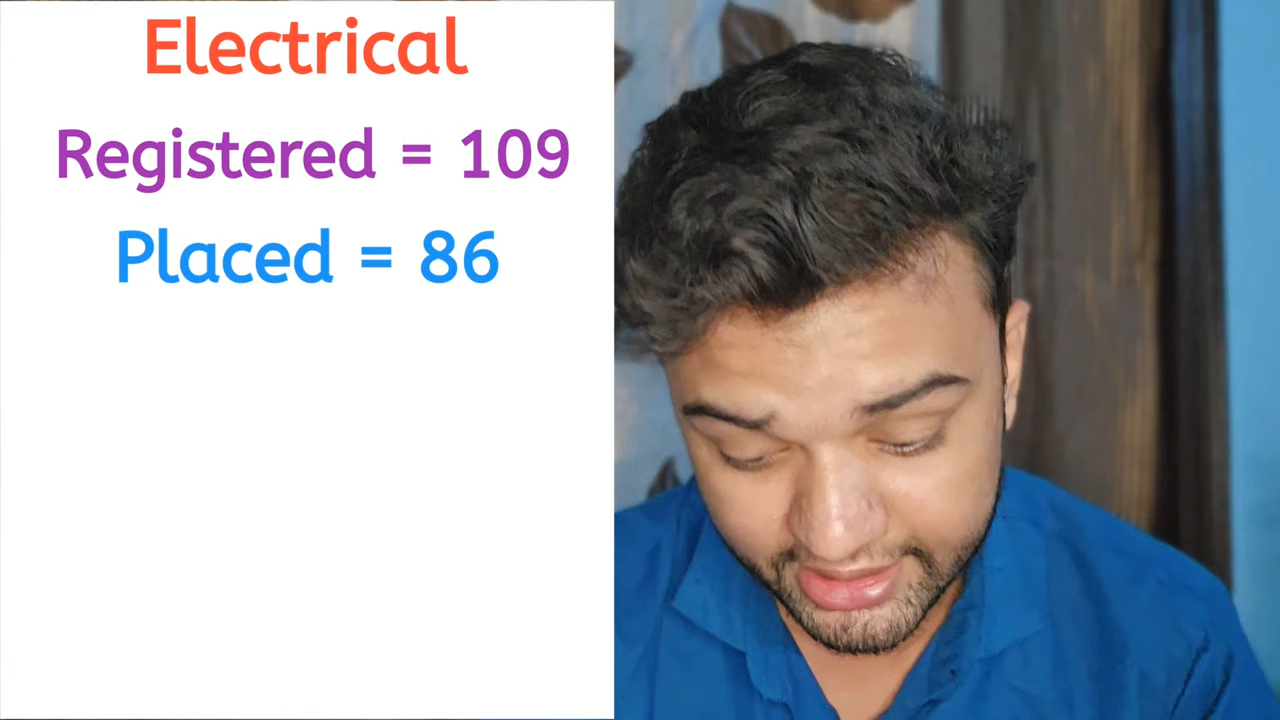 Electrical
Registered = 109
Placed = 86